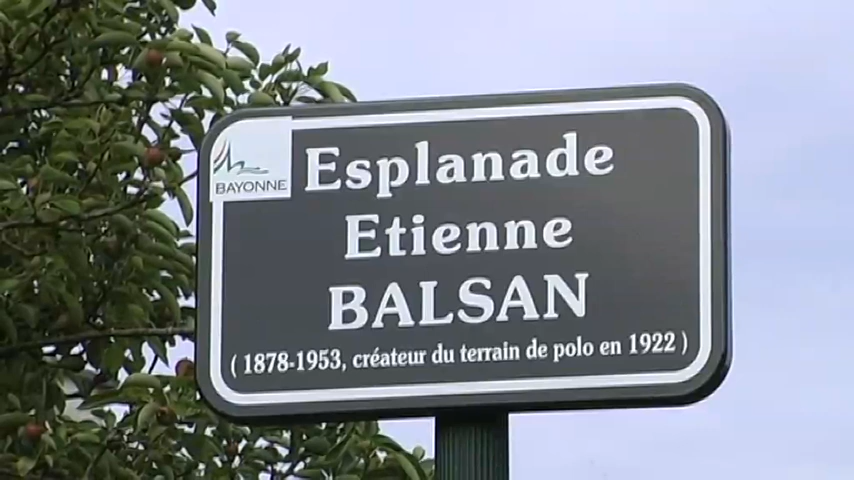 BAYONNE
Esplanade
Etienne
BALSAN
(1878-1953, créateur du terrain de polo en 1922)